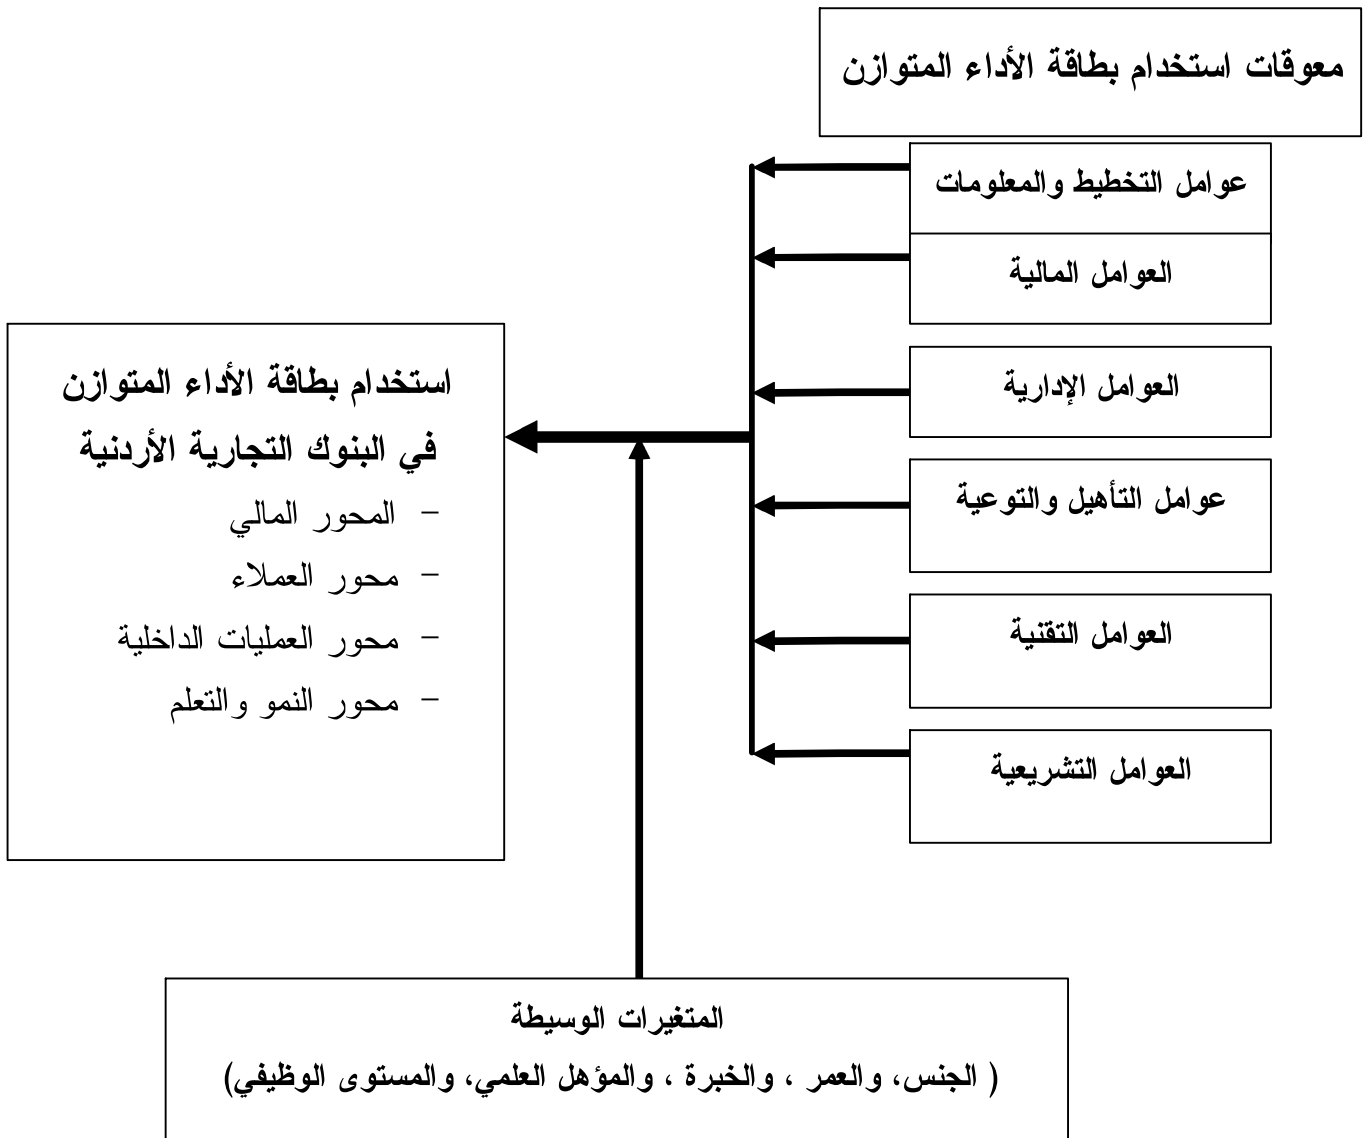 معوقات استخدام بطاقة الأداء المتوازن
عوامل التخطيط والمعلومات
العوامل المالية
العوامل الإدارية
عوامل التأهيل والتوعية
العوامل التقنية
العوامل التشريعية
استخدام بطاقة الأداء المتوازن
في البنوك التجارية الأردنية
- المحور المالي
- محور العملاء
- محور العمليات الداخلية
- محور النمو والتعلم
المتغيرات الوسيطة
( الجنس، والعمر ، والخبرة ، والمؤهل العلمي، والمستوى الوظيفي)